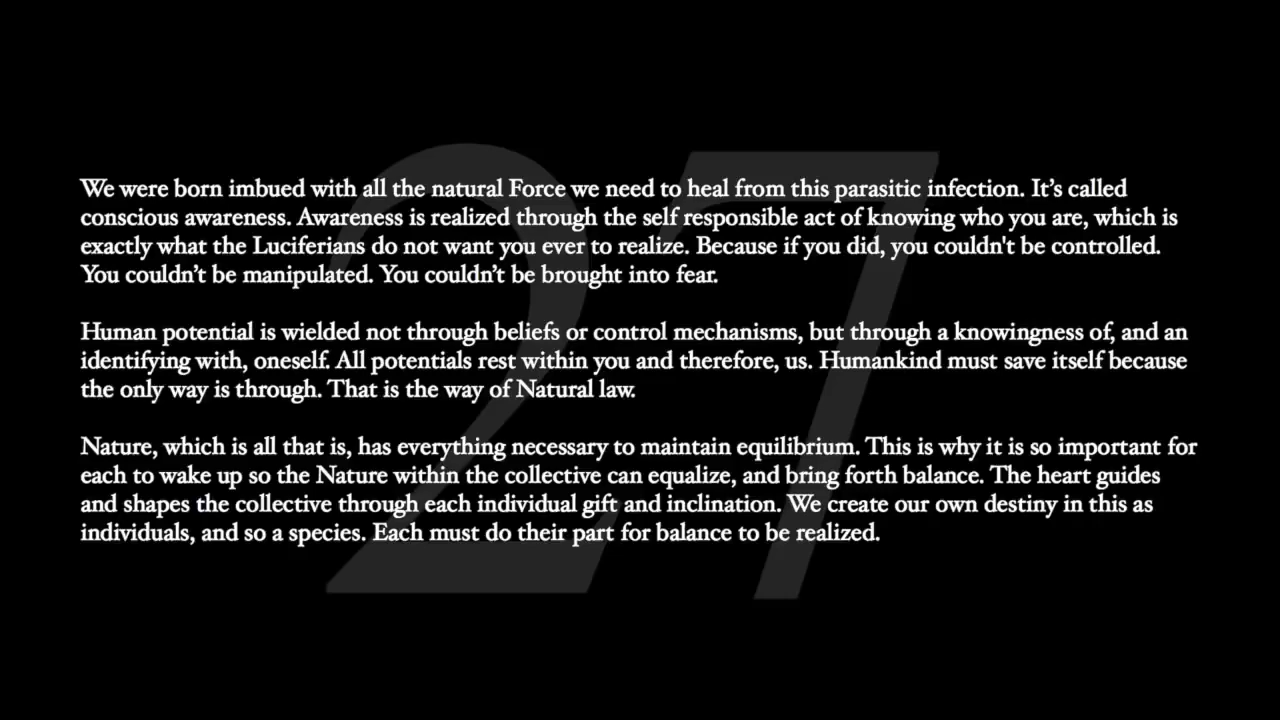 We were born imbued with all the natural Force we need to heal from this parasitic infection. It’s called
conscious awareness. Awareness is realized through the self responsible act of knowing who you are, which is
exactly what the Luciferians do not want you ever to realize. Because if you did, you couldn't be controlled.
You couldn’t be manipulated. You couldn’t be brought into fear.
Human potential is wielded not through beliefs or control mechanisms, but through a knowingness of, and an
identifying with, oneself. All potentials rest within you and therefore, us. Humankind must save itself because
the only way is through. That is the way of Natural law.
Nature, which is all that is, has everything necessary to maintain equilibrium. This is why it is so important for
each to wake up so the Nature within the collective can equalize, and bring forth balance. The heart guides
and shapes the collective through each individual gift and inclination. We create our own destiny in this as
individuals, and so a species. Each must do their part for balance to be realized.
27